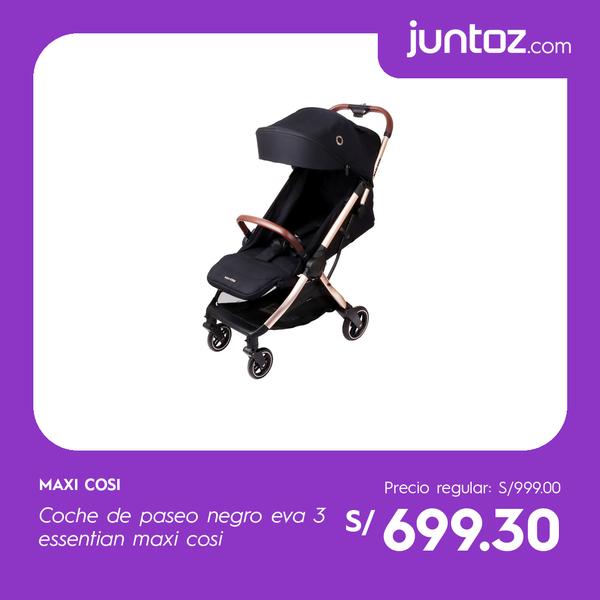 juntoz.com
MAXI COSI
Coche de paseo negro eva 3
essentian maxi cosi
Precio regular: S/999.00
S/ 699.30